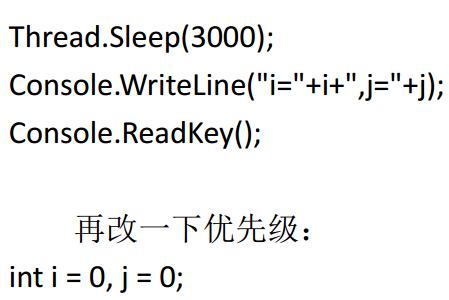 Thread.Sleep(3000);
Console.WriteLine("i="+i+",j="+j);
Console.ReadKey();
再改一下优先级：
int i = 0, j = 0;